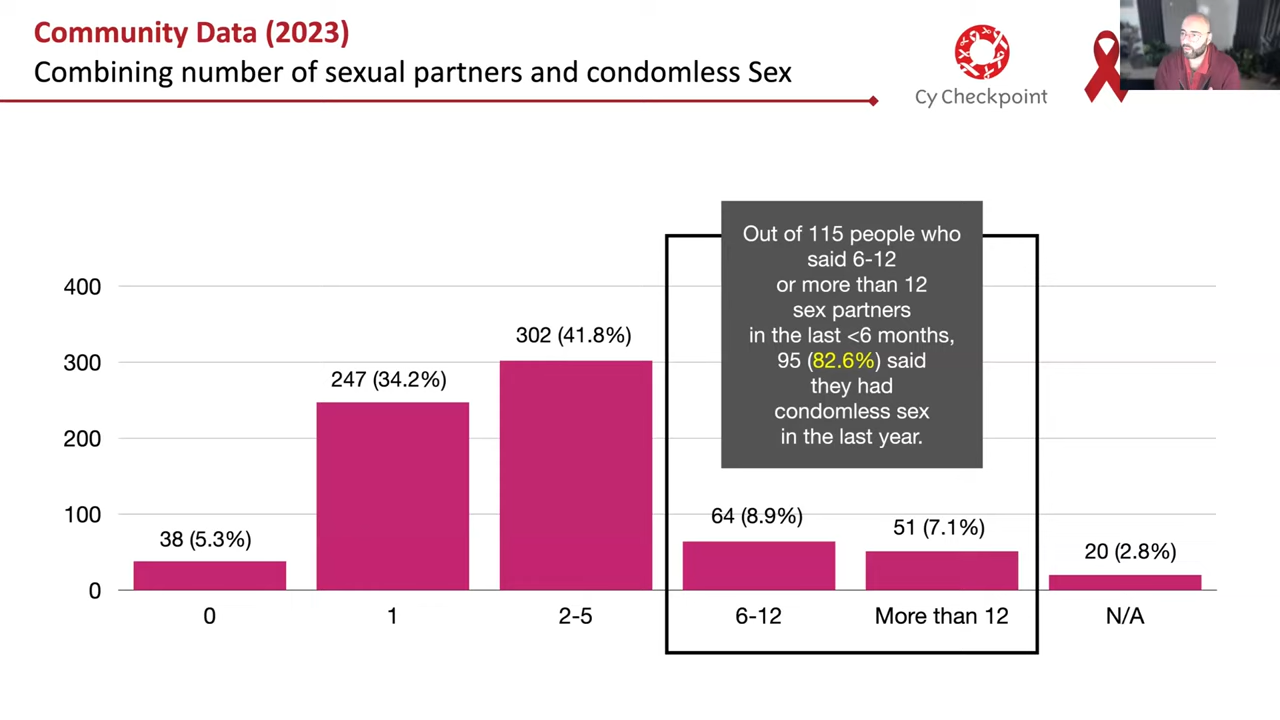 Community Data (2023)
Combining number of sexual partners and condomless Sex
Cy Checkpoint
Out of 115 people who
said 6-12
or more than 12
sex partners
in the last <6 months,
95 (82.6%) said
they had
condomless sex
in the last year.
400
300
200
100
0
38 (5.3%)
247 (34.2%)
302 (41.8%)
64 (8.9%)
51 (7.1%)
20 (2.8%)
0
1
2-5
6-12
More than 12
N/A